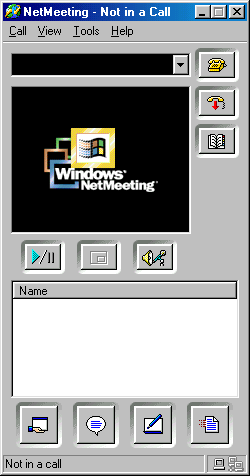 NetMeeting - Not in a Call
Call View Tools Help
Windows
NetMeeting
Name
Not in a call